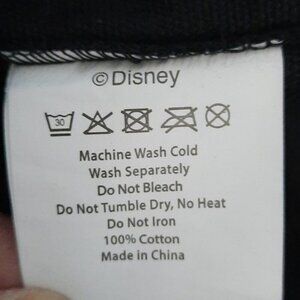 ©Disney
30
Machine Wash Cold
Wash Separately
Do Not Bleach
Do Not Tumble Dry, No Heat
Do Not Iron
100% Cotton
Made in China